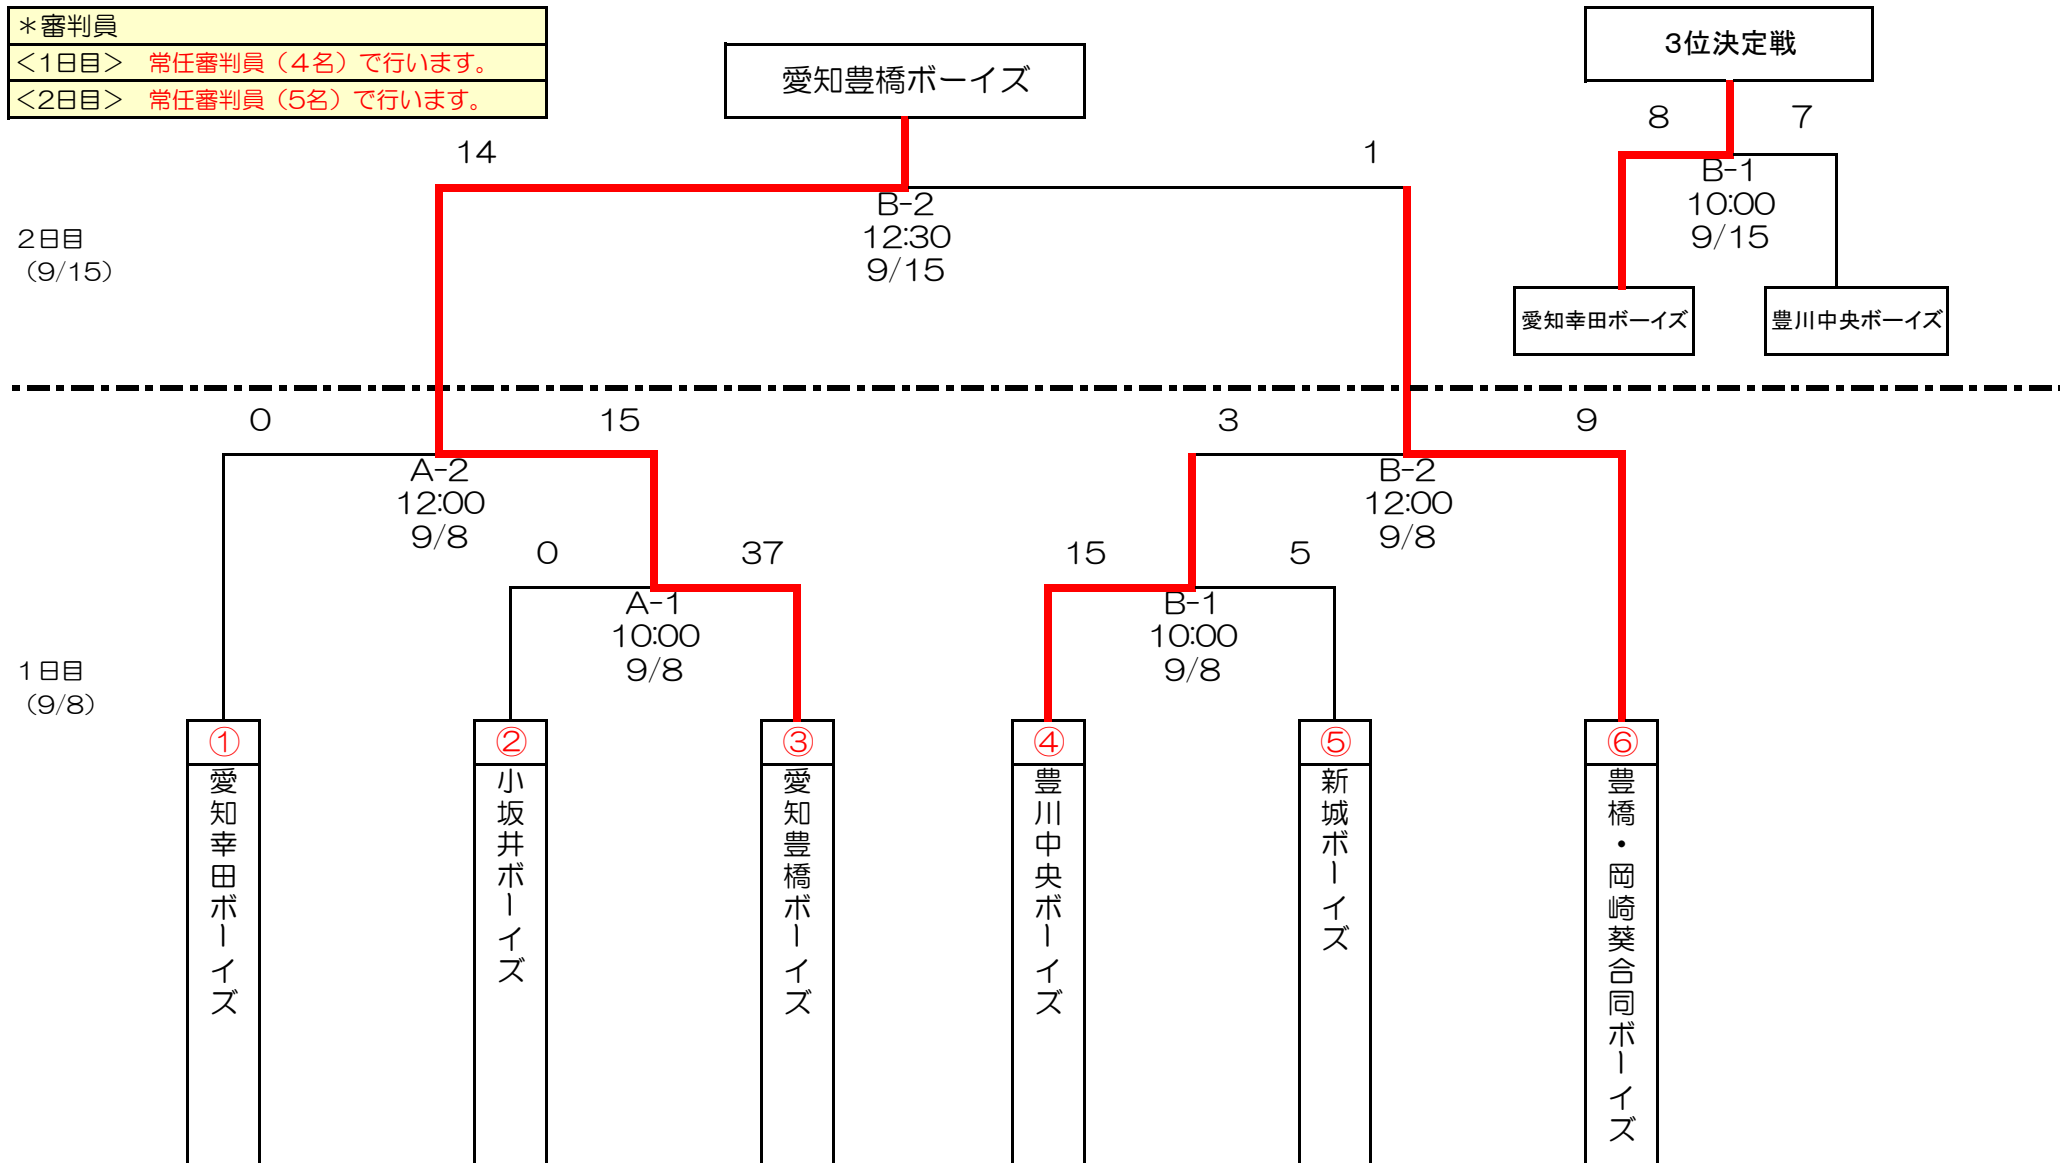 ＊審判員
＜1日目＞　常任審判員（４名）で行います。
＜2日目＞　常任審判員（5名）で行います。
愛知豊橋ボーイズ
3位決定戦
14
1
8
7
B-2
12:30
9/15
B-1
10:00
9/15
２日目
（9/15）
愛知幸田ボーイズ
豊川中央ボーイズ
0
15
3
9
A-2
12:00
9/8
B-2
12:00
9/8
0
37
15
5
A-1
10:00
9/8
B-1
10:00
9/8
１日目
（9/8）
①
愛知幸田ボーイズ
②
小坂井ボーイズ
③
愛知豊橋ボーイズ
④
豊川中央ボーイズ
⑤
新城ボーイズ
⑥
豊橋・岡崎葵合同ボーイズ